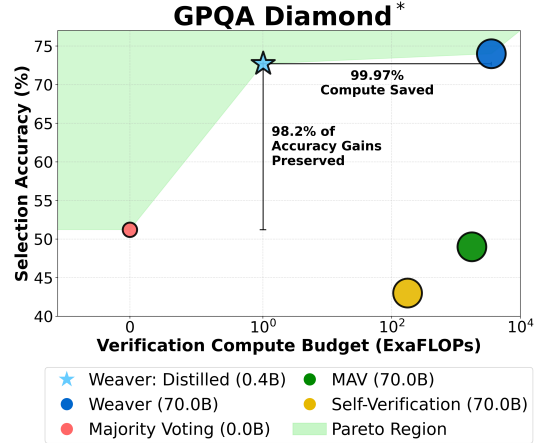 GPQA Diamond*
Selection Accuracy (%)
75
70
65
60
55
50
45
40
99.97%
Compute Saved
98.2% of
Accuracy Gains
Preserved
0
10^0
10^2
10^4
Verification Compute Budget (ExaFLOPs)
Weaver: Distilled (0.4B)
Weaver (70.0B)
Majority Voting (0.0B)
MAV (70.0B)
Self-Verification (70.0B)
Pareto Region